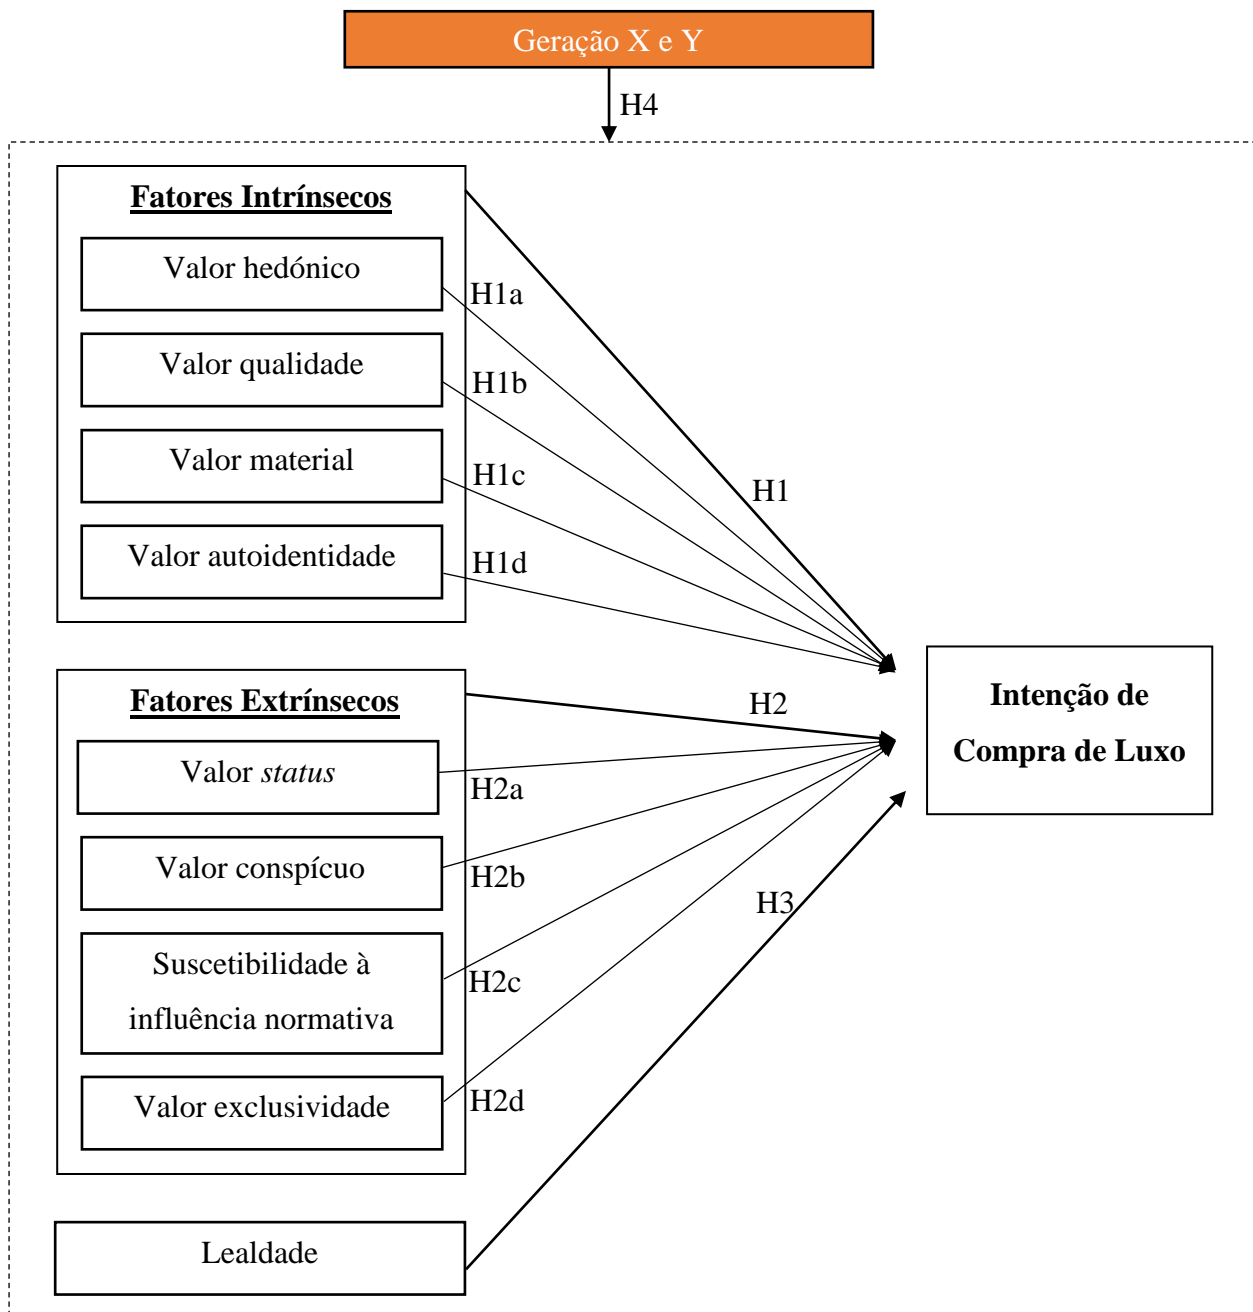 Geração X e Y
H4
Fatores Intrínsecos
Valor hedónico
H1a
Valor qualidade
H1b
Valor material
H1c
H1
Valor autoidentidade
H1d
Fatores Extrínsecos
H2
Intenção de
Compra de Luxo
Valor status
H2a
Valor conspícuo
H2b
H3
Suscetibilidade à
influência normativa
H2c
Valor exclusividade
H2d
Lealdade